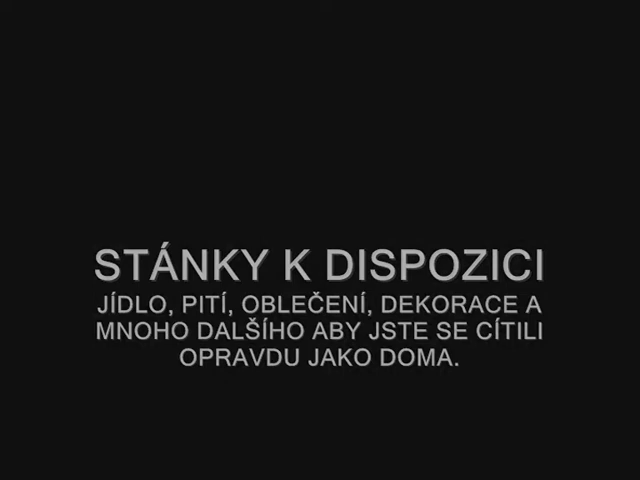 STÁNKY K DISPOZICI
JÍDLO, PITÍ, OBLEČENÍ, DEKORACE A
MNOHO DALŠÍHO ABY JSTE SE CÍTILI
OPRAVDU JAKO DOMA.